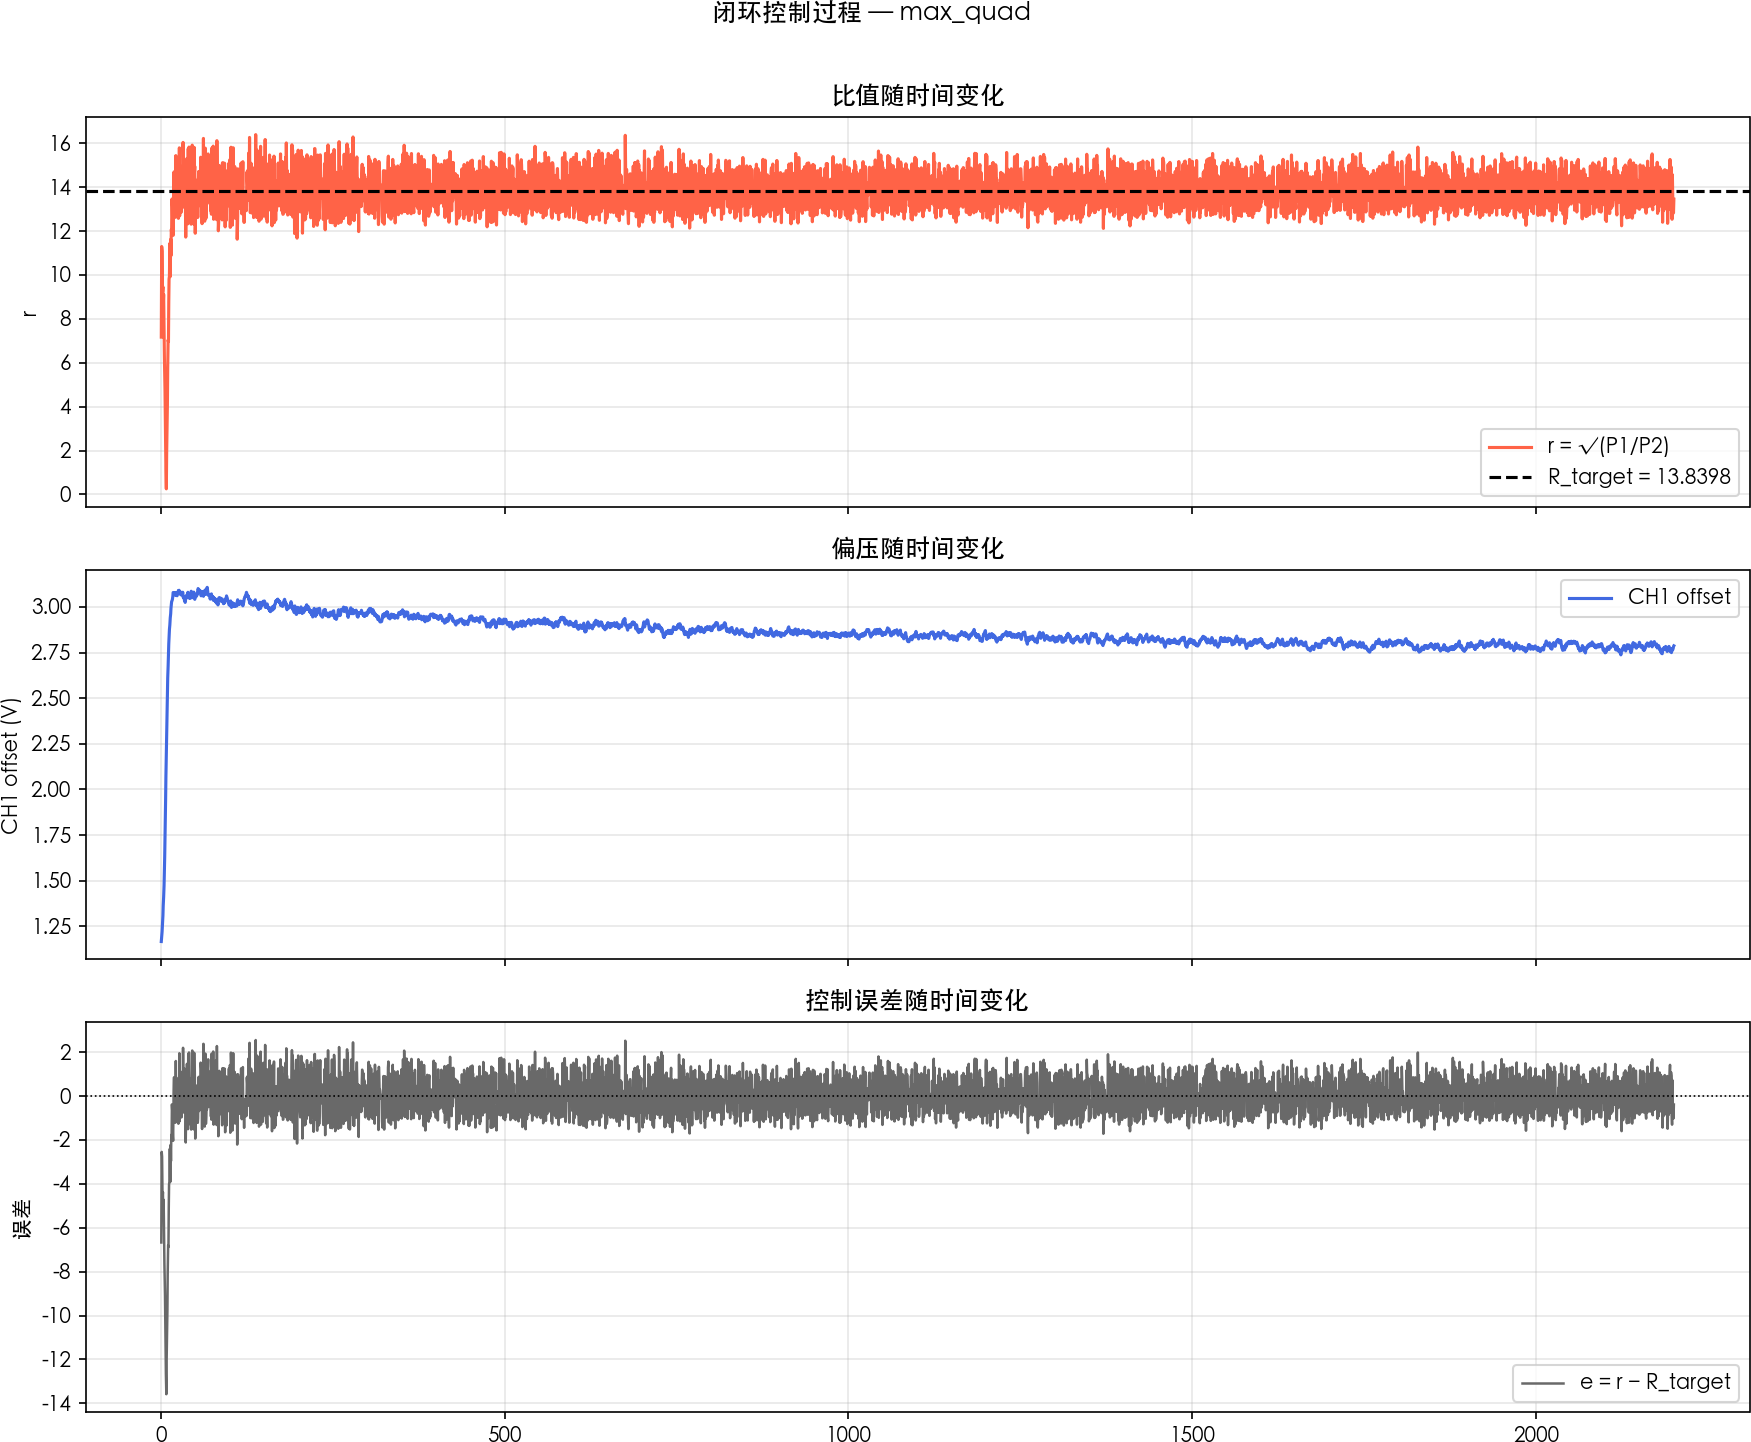 闭环控制过程 — max_quad
比值随时间变化
16
14
12
10
8
6
4
2
0
r
r = √(P1/P2)
R_target = 13.8398
偏压随时间变化
3.00
2.75
2.50
2.25
2.00
1.75
1.50
1.25
CH1 offset (V)
CH1 offset
控制误差随时间变化
2
0
-2
-4
-6
-8
-10
-12
-14
误差
e = r − R_target
0
500
1000
1500
2000